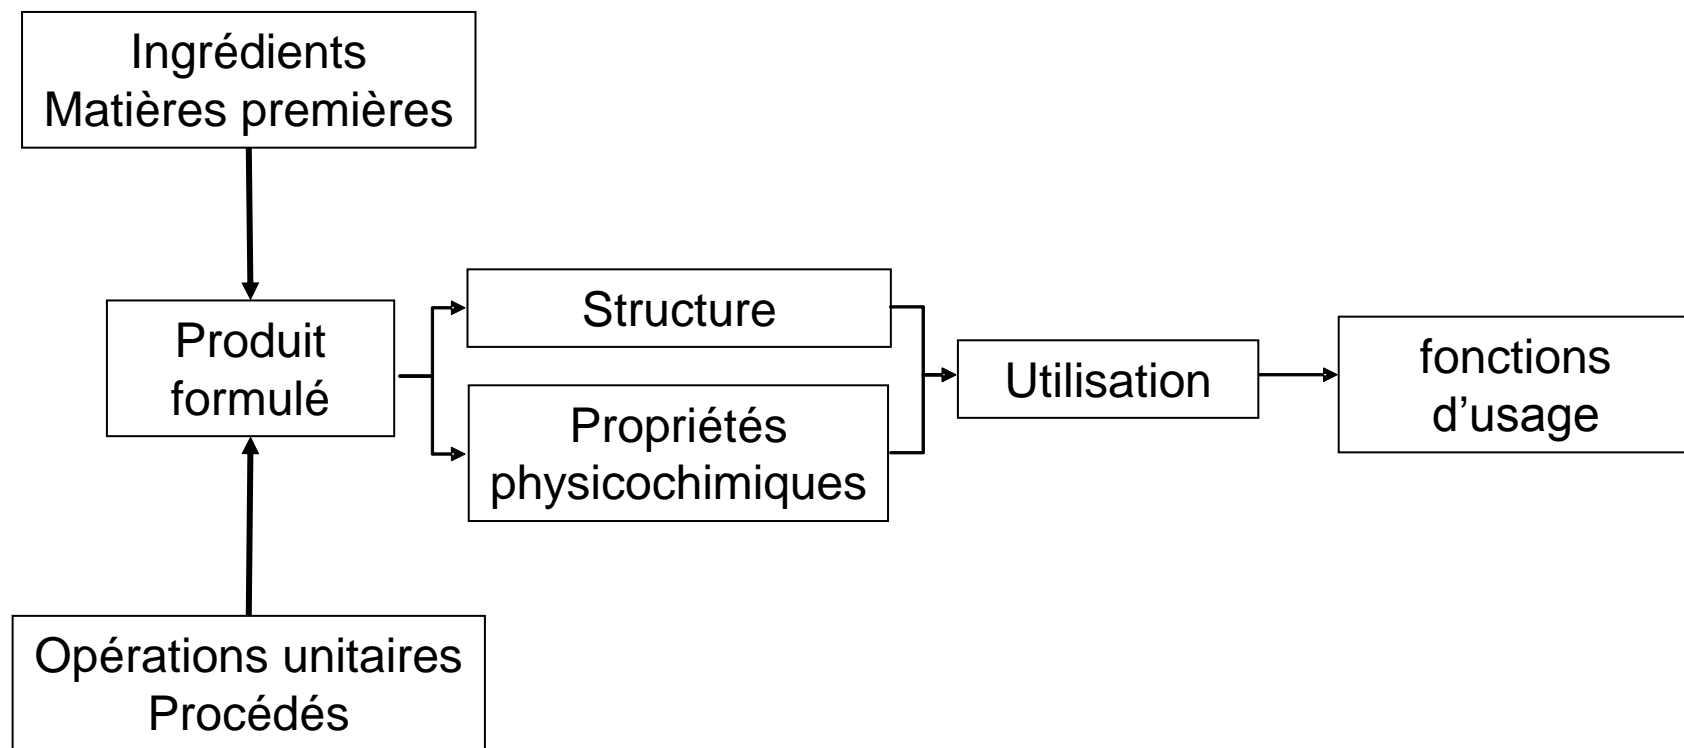 Ingrédients
Matières premières
Produit
formulé
Structure
Propriétés
physicochimiques
Utilisation
fonctions
d’usage
Opérations unitaires
Procédés